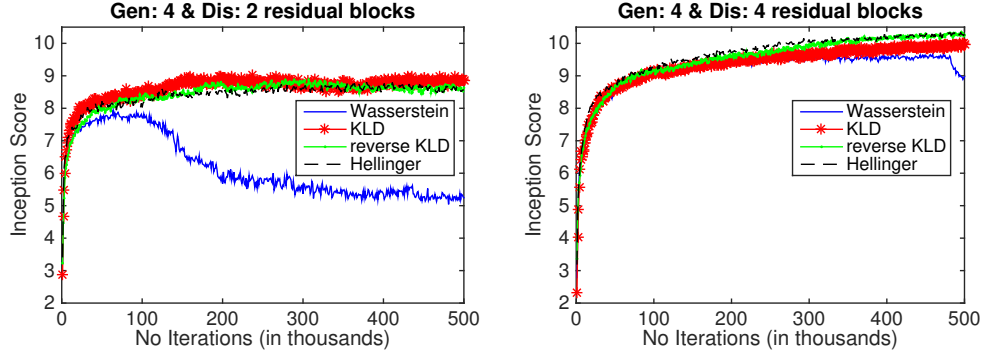 Gen: 4 & Dis: 2 residual blocks
Inception Score
10
9
8
7
6
5
4
3
2
0
100
200
300
400
500
No Iterations (in thousands)
Wasserstein
KLD
reverse KLD
Hellinger
Gen: 4 & Dis: 4 residual blocks
Inception Score
10
9
8
7
6
5
4
3
2
0
100
200
300
400
500
No Iterations (in thousands)
Wasserstein
KLD
reverse KLD
Hellinger